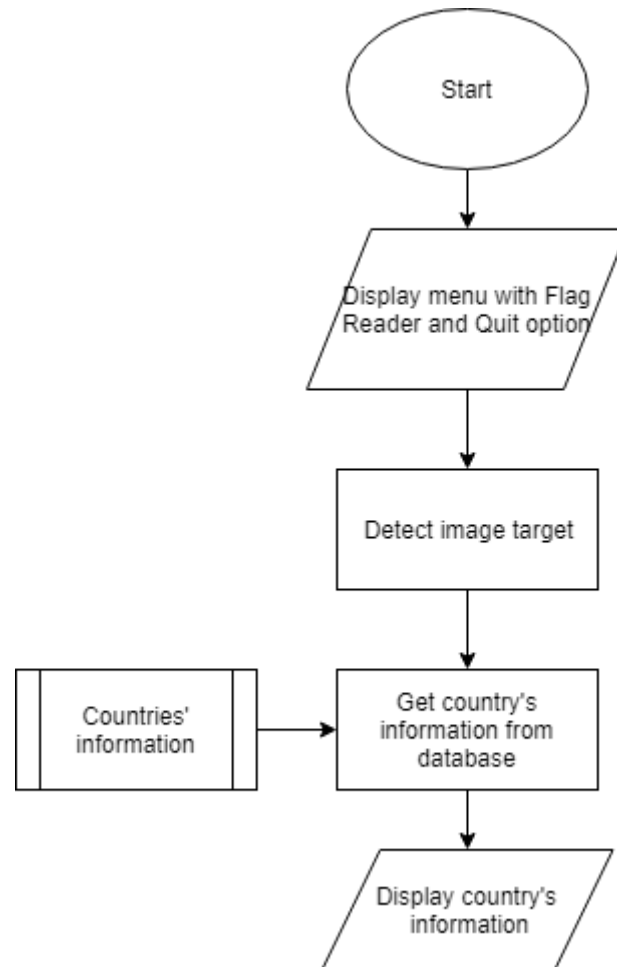 Start
Display menu with Flag
Reader and Quit option
Detect image target
Countries'
information
Get country's
information from
database
Display country's
information